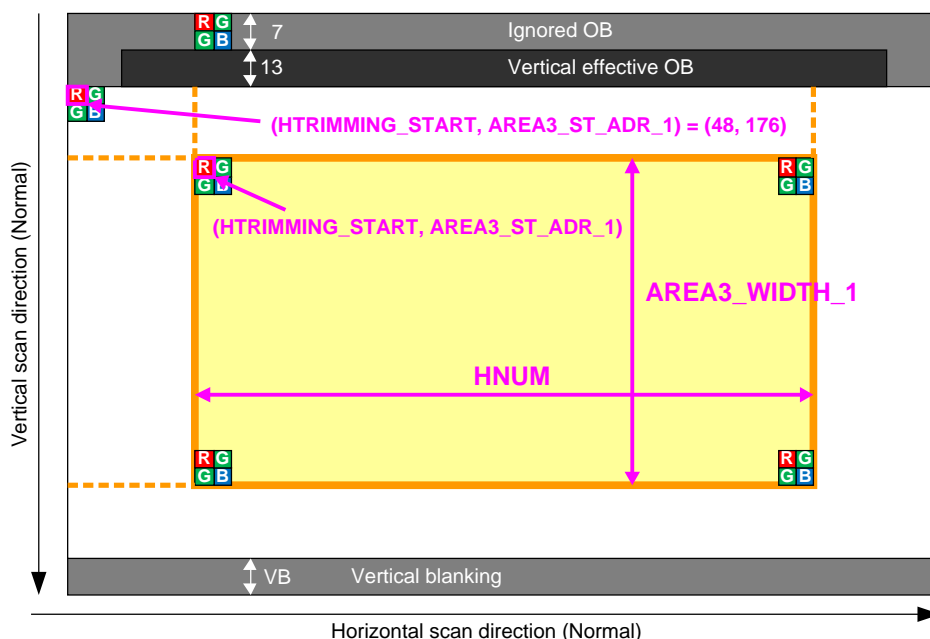 R G
G B
7
Ignored OB
13
Vertical effective OB
R G
G B
(HTRIMMING_START, AREA3_ST_ADR_1) = (48, 176)
R G
G B
R G
G B
(HTRIMMING_START, AREA3_ST_ADR_1)
AREA3_WIDTH_1
HNUM
R G
G B
R G
G B
VB
Vertical blanking
Vertical scan direction (Normal)
Horizontal scan direction (Normal)